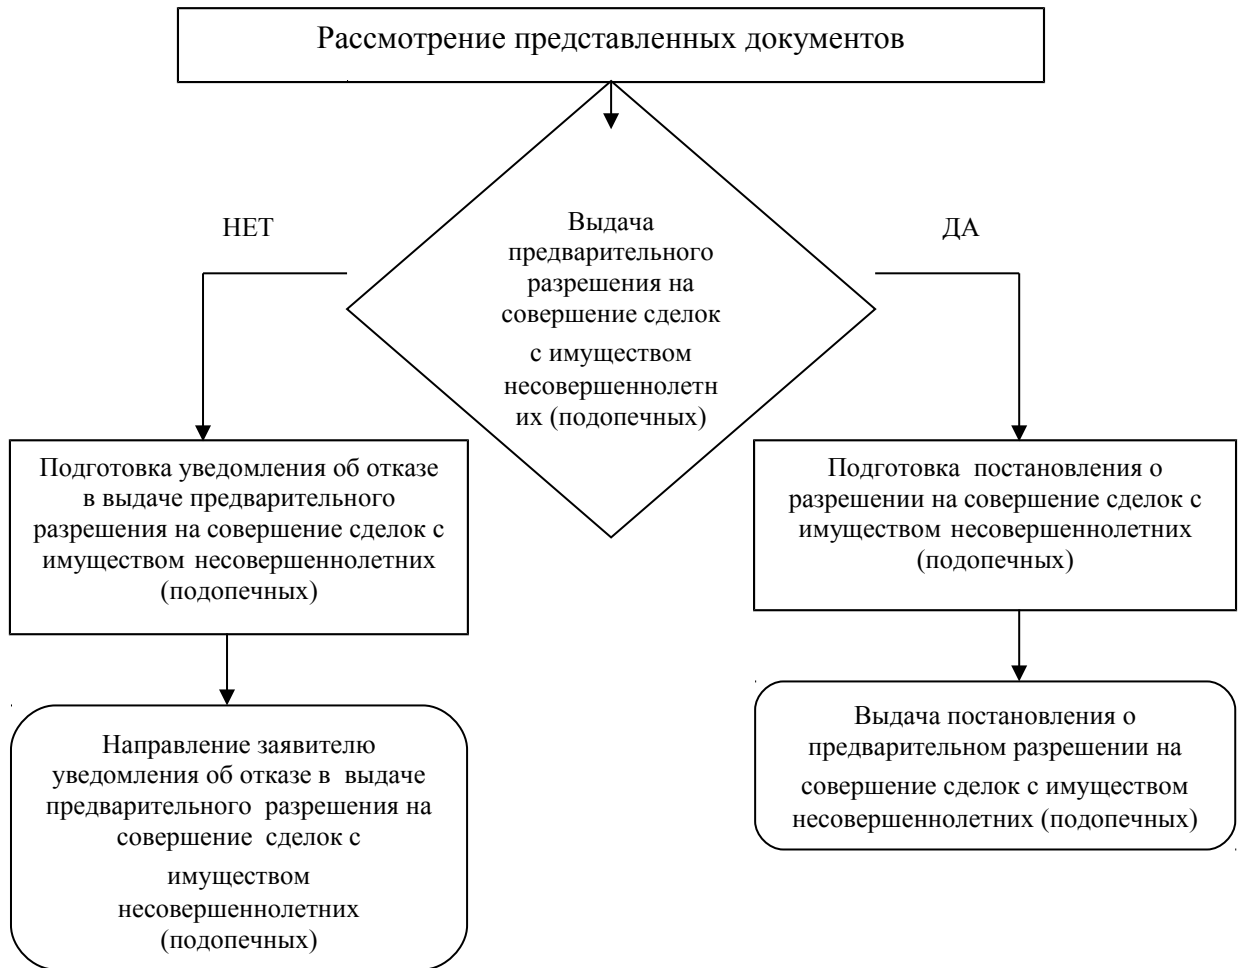 Рассмотрение представленных документов
НЕТ
ДА
Выдача
предварительного
разрешения на
совершение сделок
с имуществом
несовершеннолетн
их (подопечных)
Подготовка уведомления об отказе
в выдаче предварительного
разрешения на совершение сделок с
имуществом несовершеннолетних
(подопечных)
Подготовка постановления о
разрешении на совершение сделок с
имуществом несовершеннолетних
(подопечных)
Направление заявителю
уведомления об отказе в выдаче
предварительного разрешения на
совершение сделок с
имуществом
несовершеннолетних
(подопечных)
Выдача постановления о
предварительном разрешении на
совершение сделок с имуществом
несовершеннолетних (подопечных)